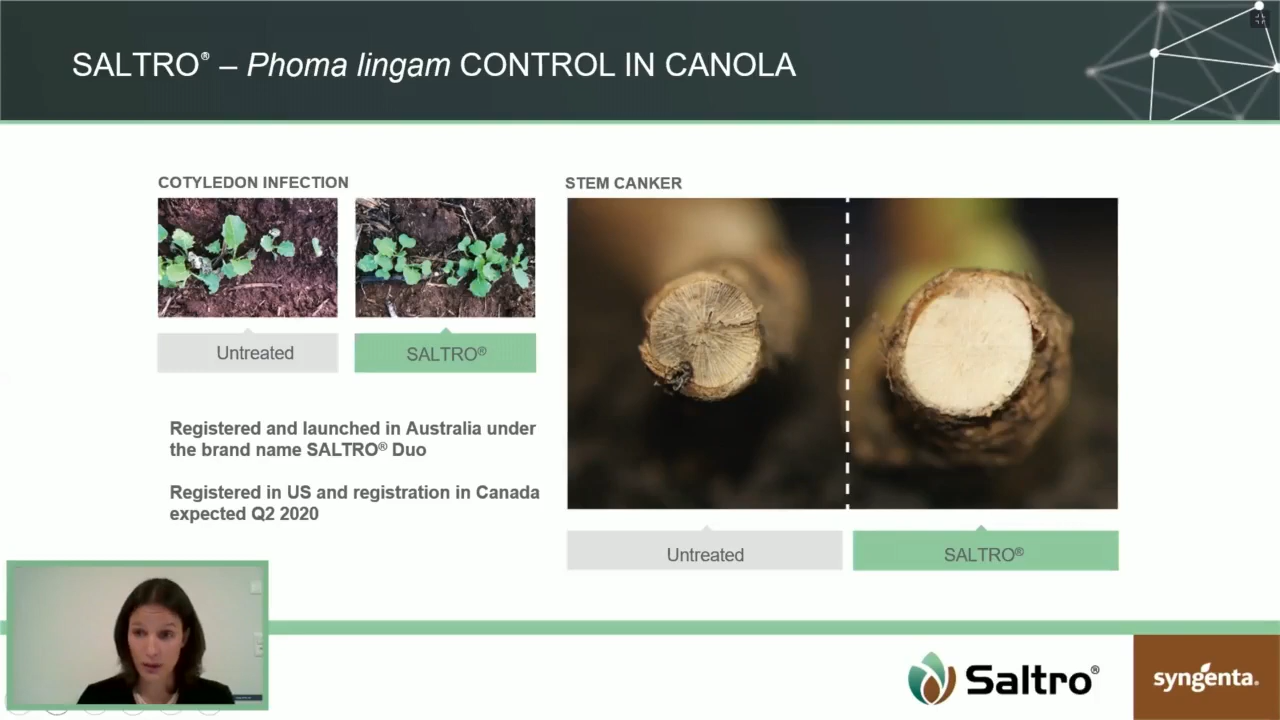 SALTRO® – Phoma lingam CONTROL IN CANOLA
COTYLEDON INFECTION
Untreated
SALTRO®
Registered and launched in Australia under
the brand name SALTRO® Duo
Registered in US and registration in Canada
expected Q2 2020
STEM CANKER
Untreated
SALTRO®
Saltro®
syngenta.